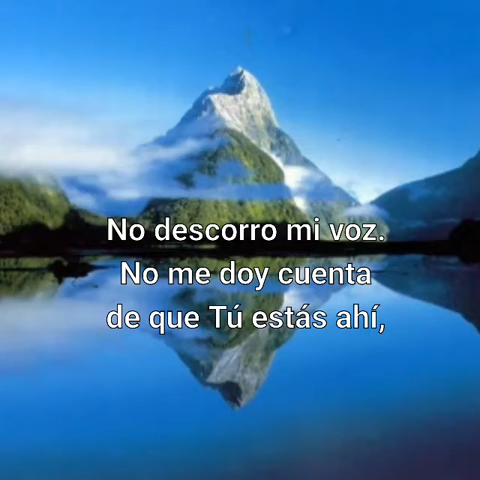 No descorro mi voz.
No me doy cuenta
de que Tú estás ahí,